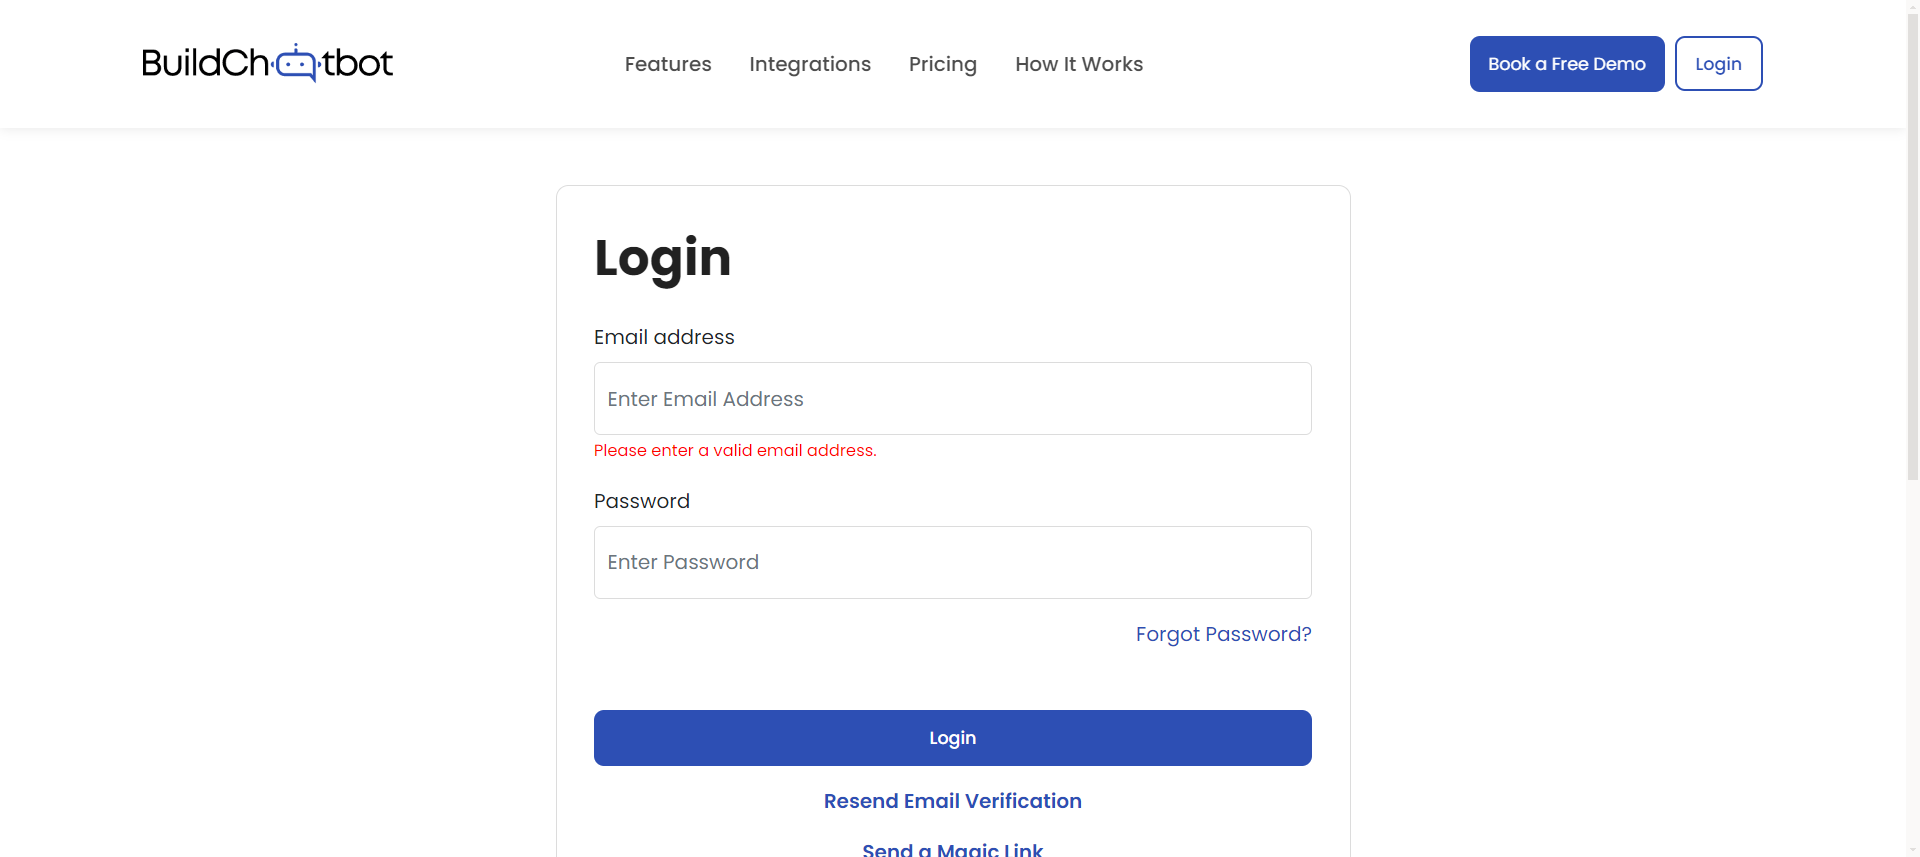 BuildChatbot
Features
Integrations
Pricing
How It Works
Book a Free Demo
Login
Login
Email address
Enter Email Address
Please enter a valid email address.
Password
Enter Password
Forgot Password?
Login
Resend Email Verification
Send a Magic Link